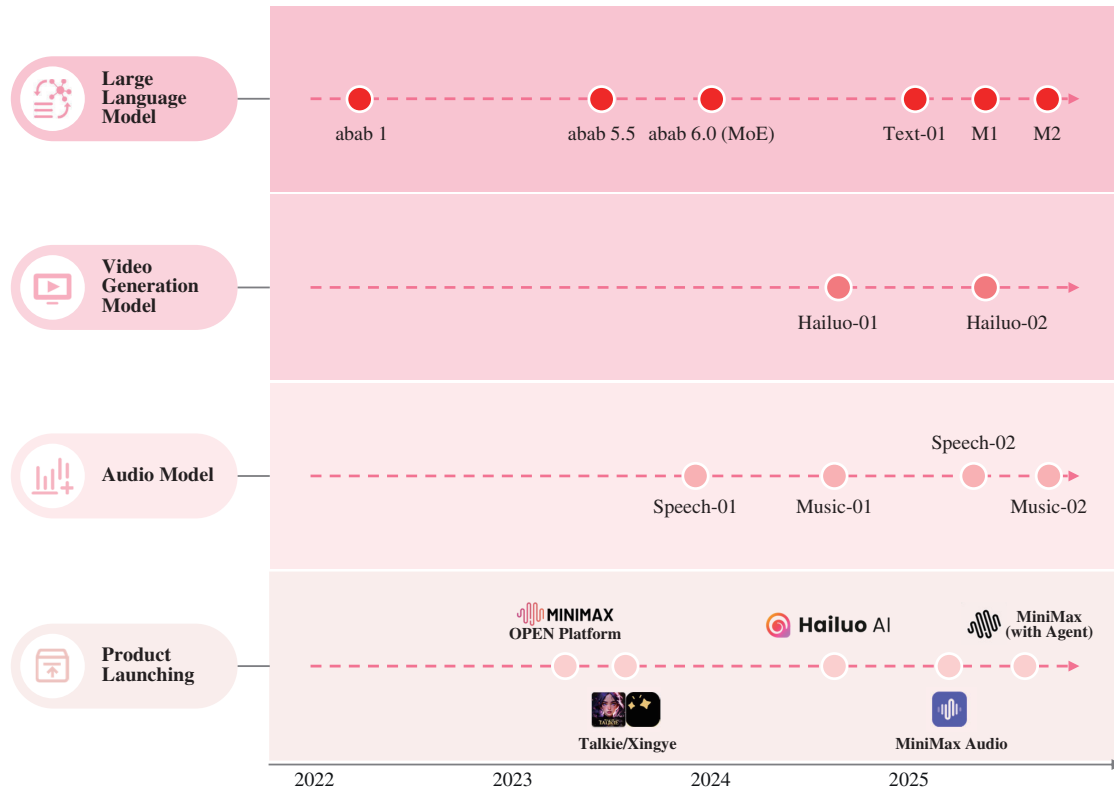 Large
Language
Model
abab 1
abab 5.5
abab 6.0 (MoE)
Text-01
M1
M2
Video
Generation
Model
Hailuo-01
Hailuo-02
Audio Model
Speech-01
Music-01
Speech-02
Music-02
Product
Launching
MINIMAX
OPEN Platform
TALKIE
Talkie/Xingye
Hailuo AI
MiniMax Audio
MiniMax
(with Agent)
2022
2023
2024
2025